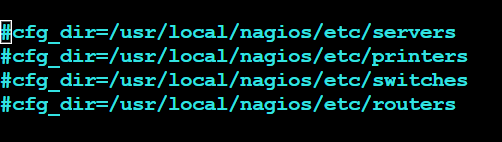 #cfg_dir=/usr/local/nagios/etc/servers
#cfg_dir=/usr/local/nagios/etc/printers
#cfg_dir=/usr/local/nagios/etc/switches
#cfg_dir=/usr/local/nagios/etc/routers